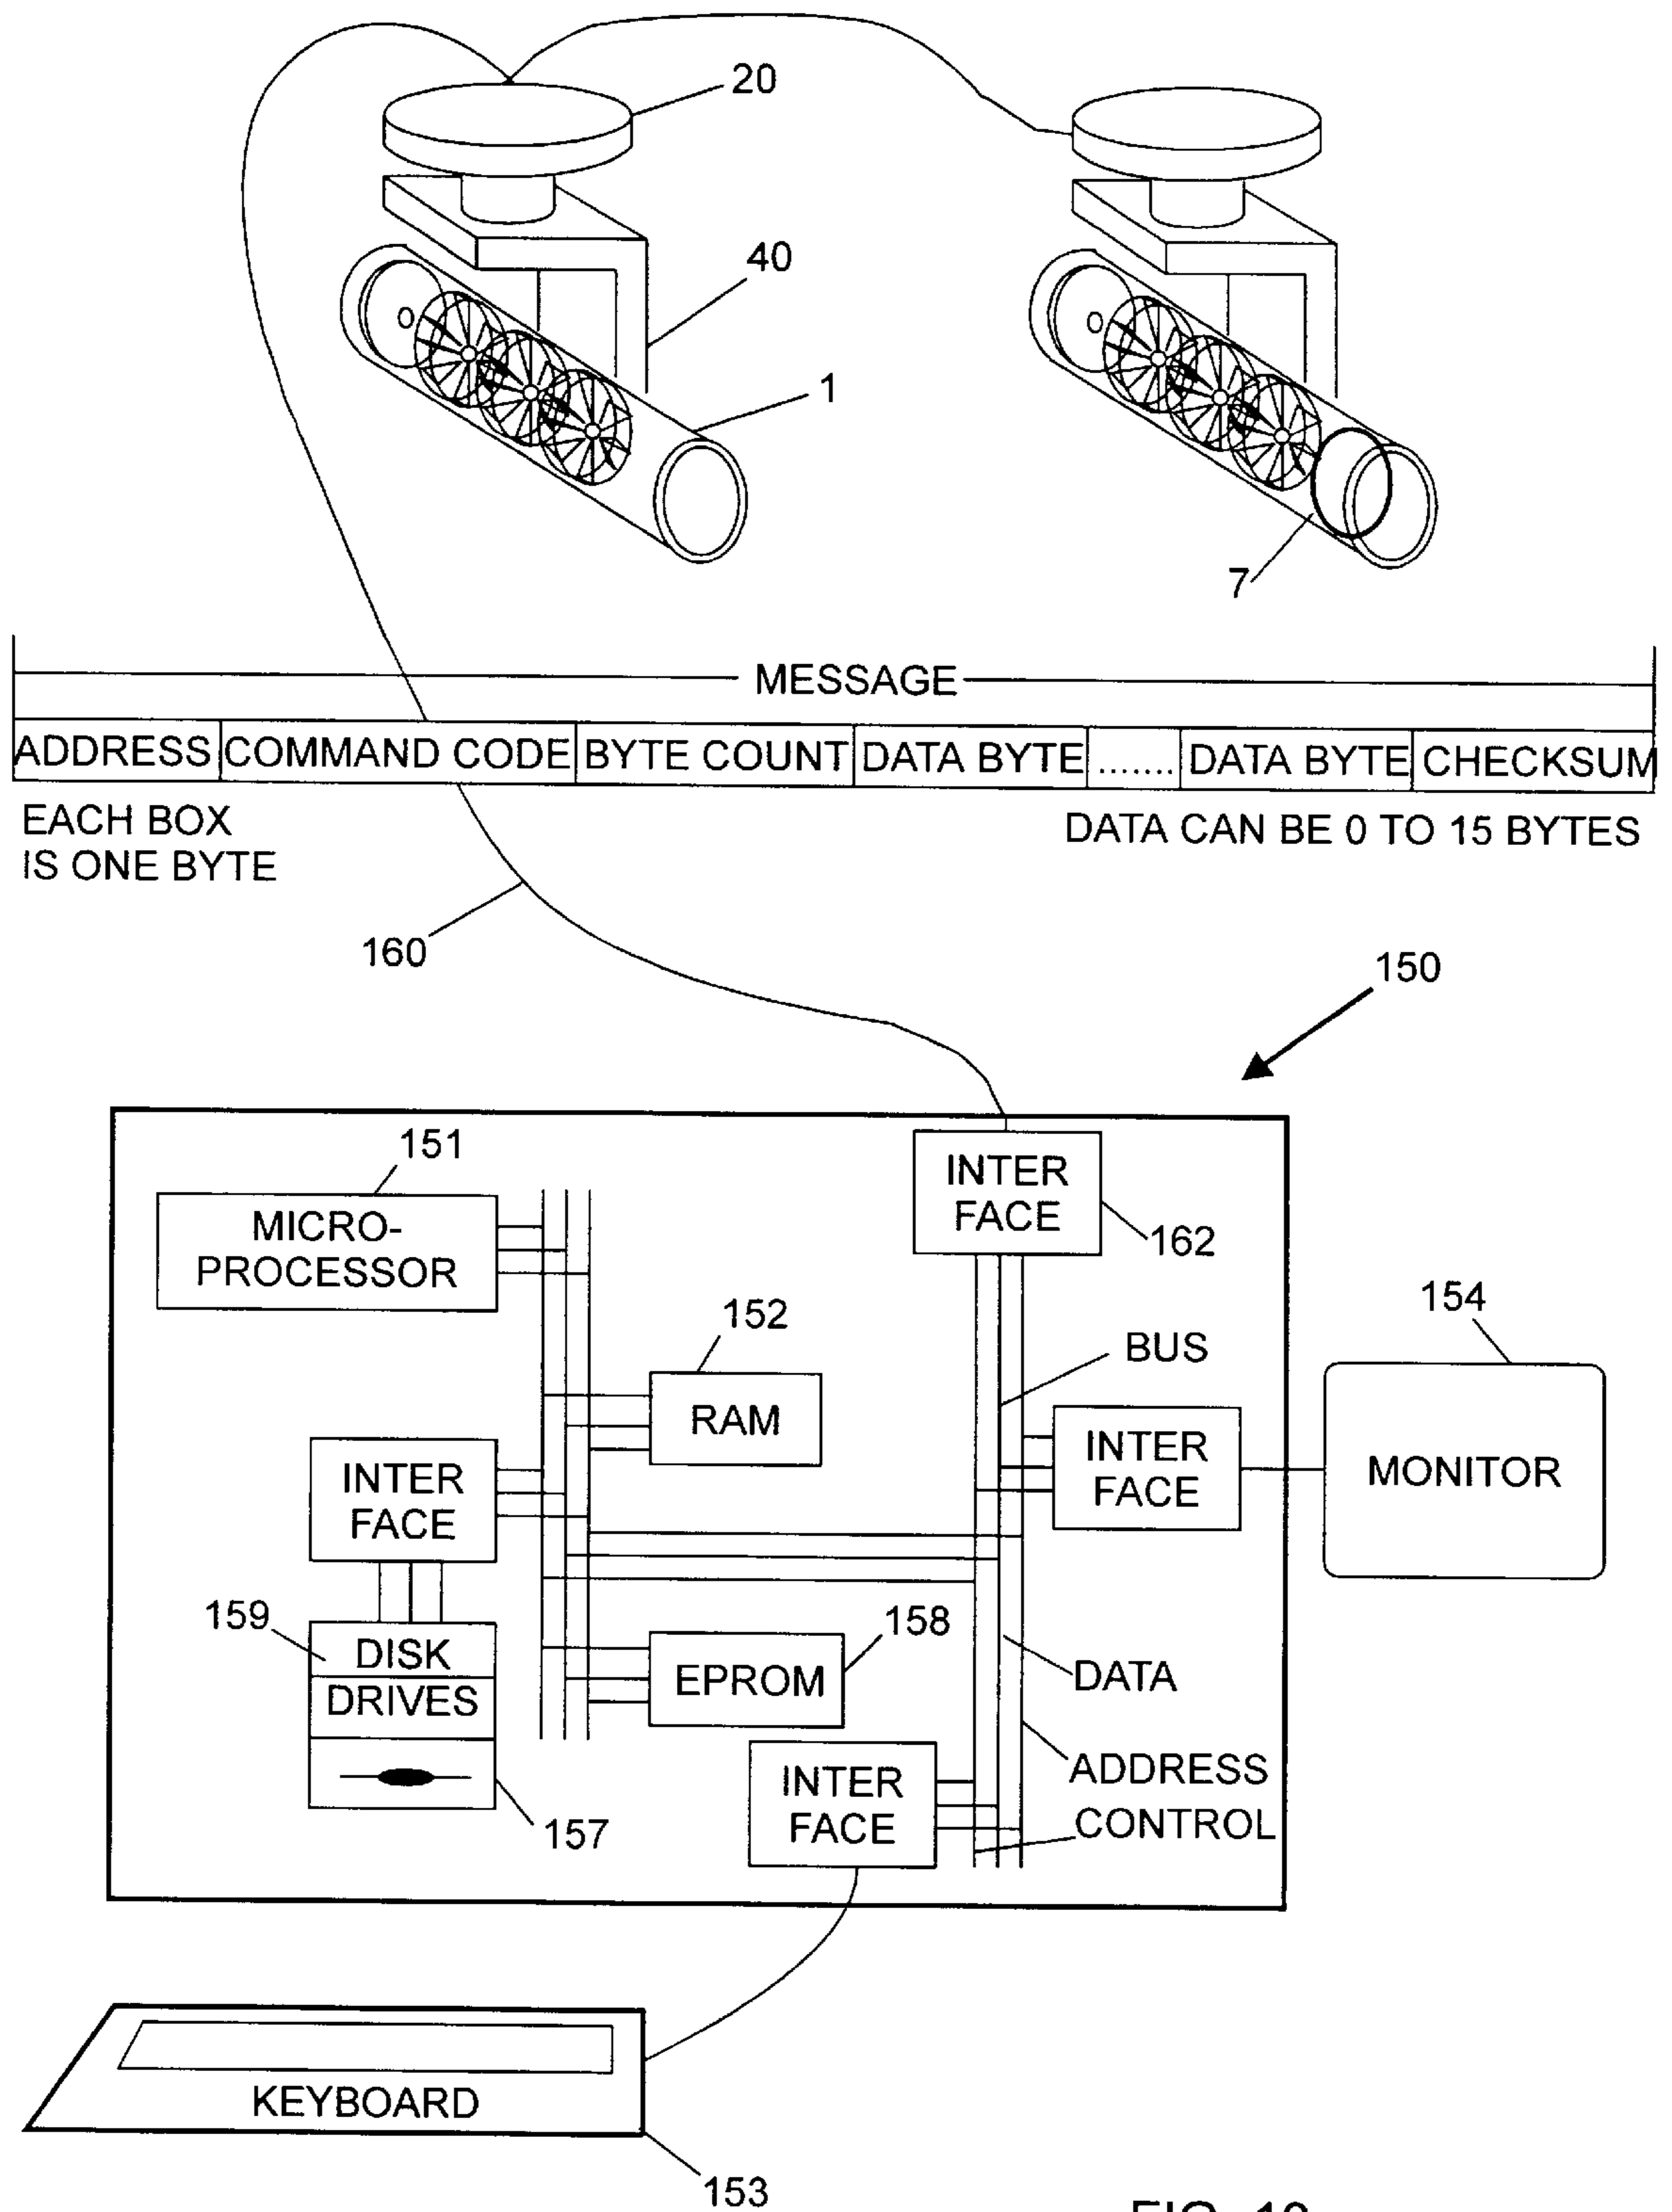 20
40
1
7
MESSAGE
ADDRESS COMMAND CODE BYTE COUNT DATA BYTE ....... DATA BYTE CHECKSUM
EACH BOX
IS ONE BYTE
DATA CAN BE 0 TO 15 BYTES
160
150
151
MICRO-
PROCESSOR
INTER
FACE
162
152
RAM
BUS
154
MONITOR
INTER
FACE
INTER
FACE
159
DISK
DRIVES
157
158
EPROM
DATA
ADDRESS
CONTROL
INTER
FACE
KEYBOARD
153